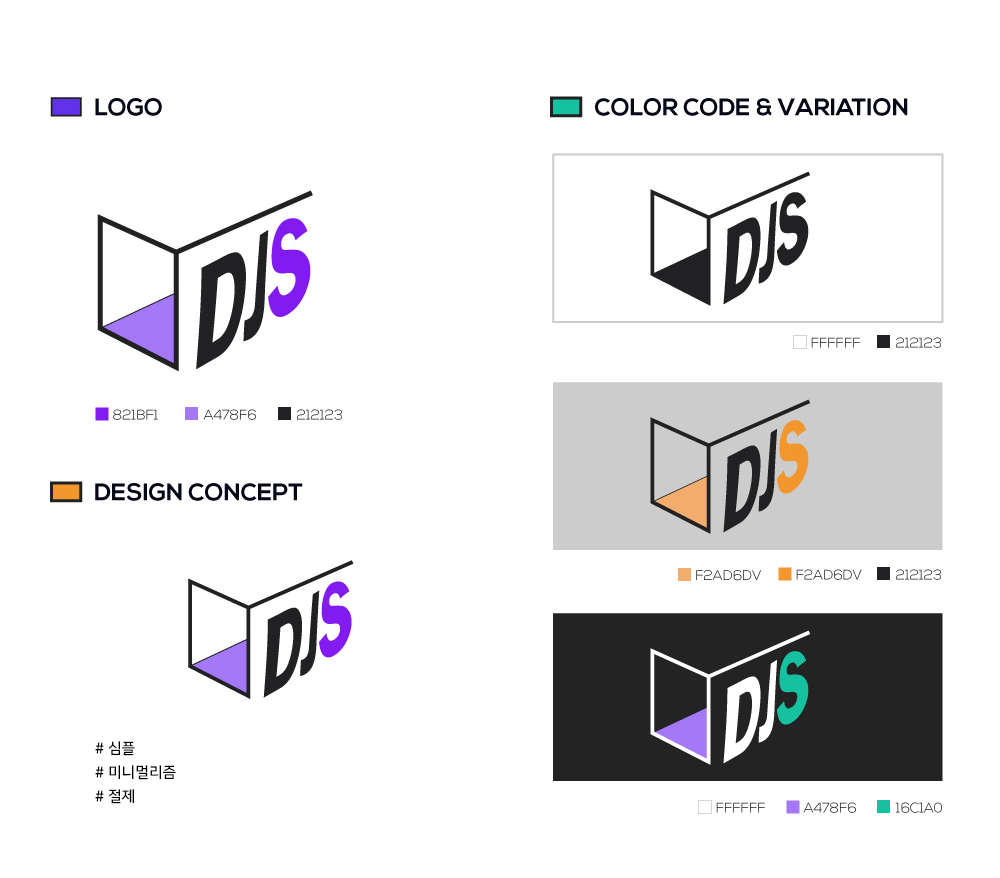 LOGO
DJS
821BF1 A478F6 212123
DESIGN CONCEPT
DJS
# 심플
# 미니멀리즘
# 절제
COLOR CODE & VARIATION
DJS
FFFFFF 212123
DJS
F2AD6DV F2AD6DV 212123
DJS
FFFFFF A478F6 16C1A0